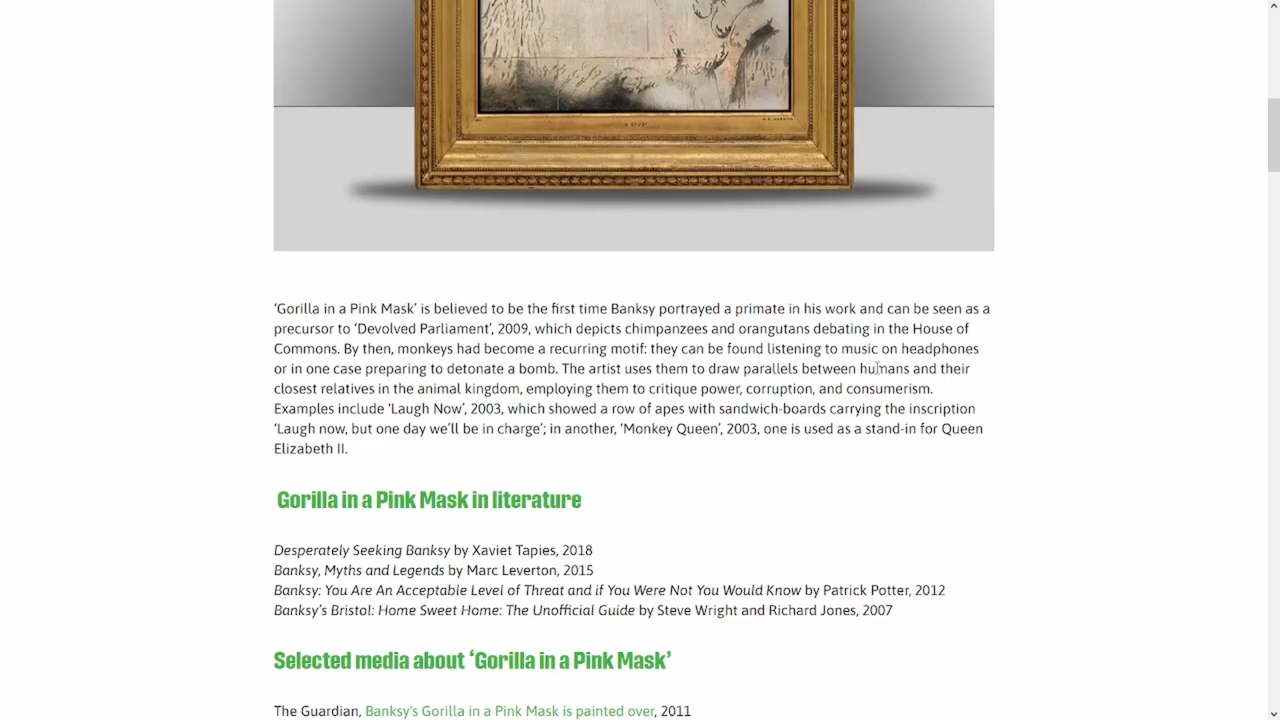 ‘Gorilla in a Pink Mask’ is believed to be the first time Banksy portrayed a primate in his work and can be seen as a
precursor to ‘Devolved Parliament’, 2009, which depicts chimpanzees and orangutans debating in the House of
Commons. By then, monkeys had become a recurring motif: they can be found listening to music on headphones
or in one case preparing to detonate a bomb. The artist uses them to draw parallels between humans and their
closest relatives in the animal kingdom, employing them to critique power, corruption, and consumerism.
Examples include ‘Laugh Now’, 2003, which showed a row of apes with sandwich-boards carrying the inscription
‘Laugh now, but one day we’ll be in charge’; in another, ‘Monkey Queen’, 2003, one is used as a stand-in for Queen
Elizabeth II.
Gorilla in a Pink Mask in literature
Desperately Seeking Banksy by Xaviet Tapies, 2018
Banksy, Myths and Legends by Marc Leverton, 2015
Banksy: You Are An Acceptable Level of Threat and if You Were Not You Would Know by Patrick Potter, 2012
Banksy’s Bristol: Home Sweet Home: The Unofficial Guide by Steve Wright and Richard Jones, 2007
Selected media about ‘Gorilla in a Pink Mask’
The Guardian, Banksy's Gorilla in a Pink Mask is painted over, 2011